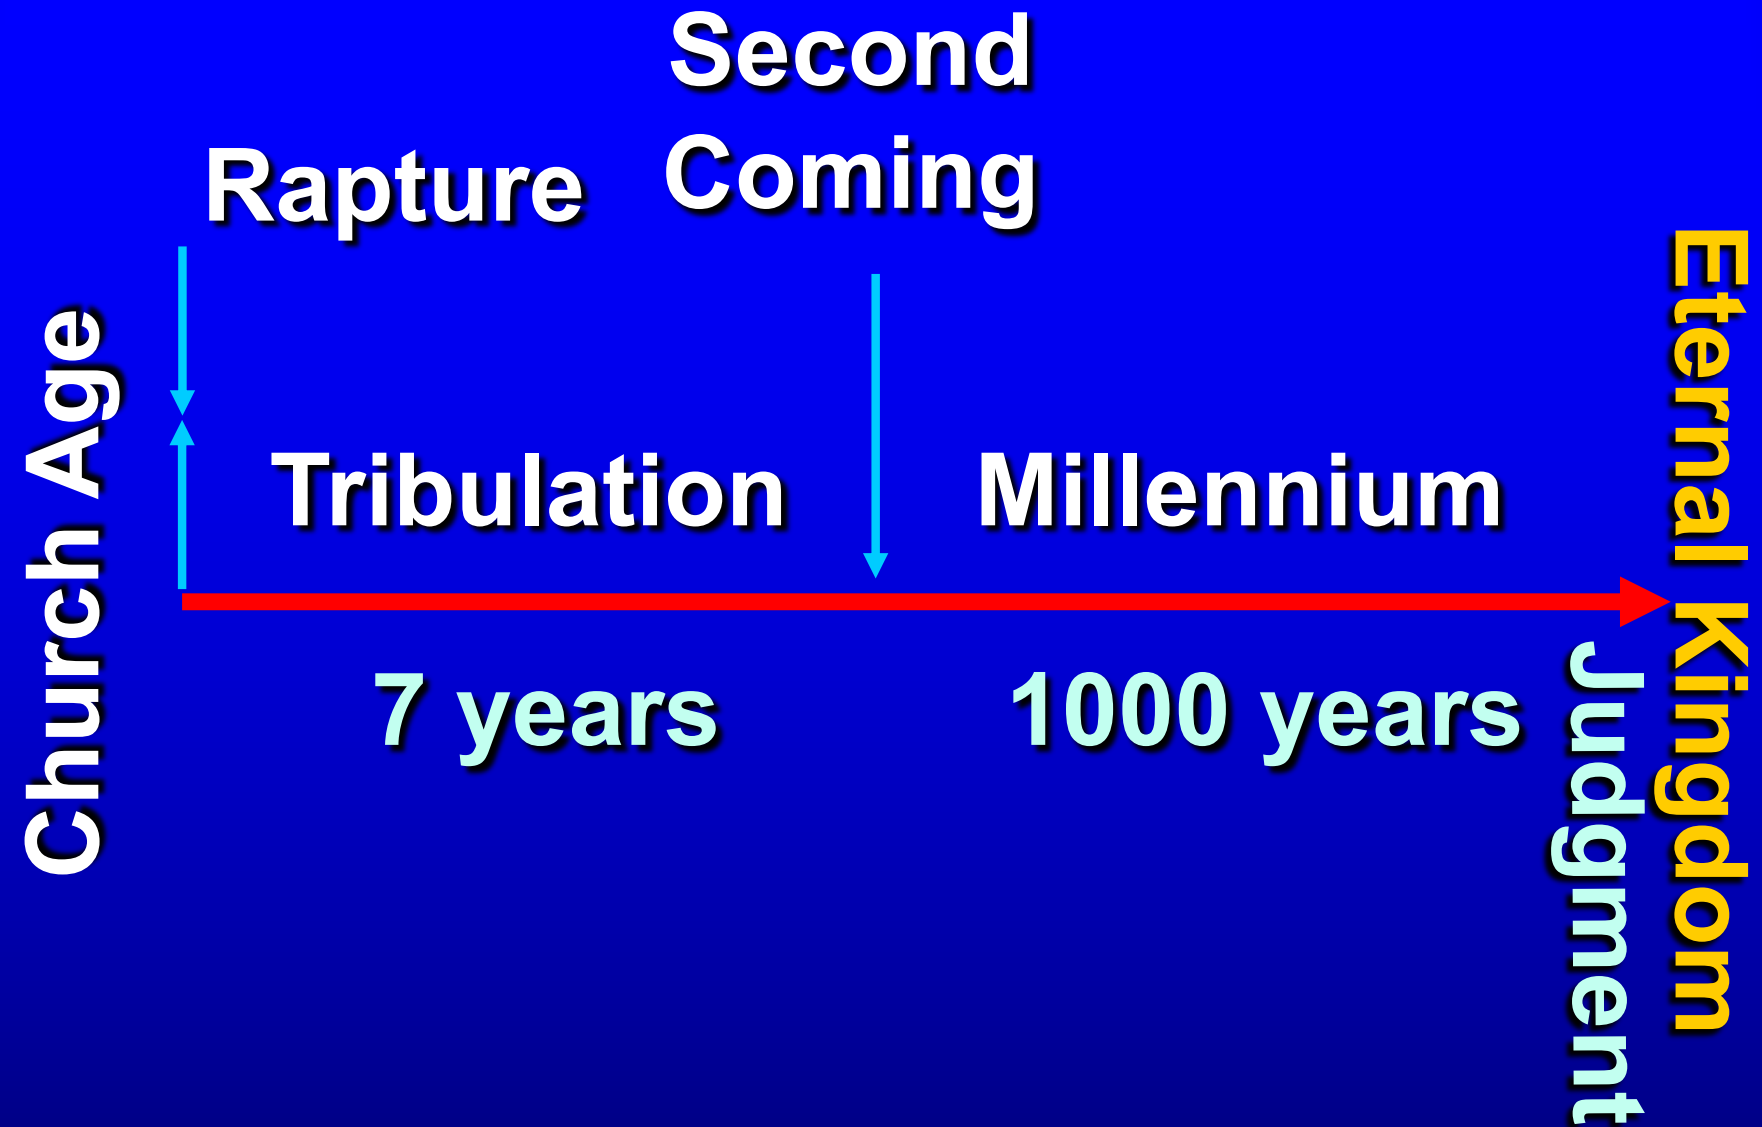 Second
Coming
Rapture
Church Age
Tribulation
Millennium
7 years
1000 years
Judgment
Eternal Kingdom